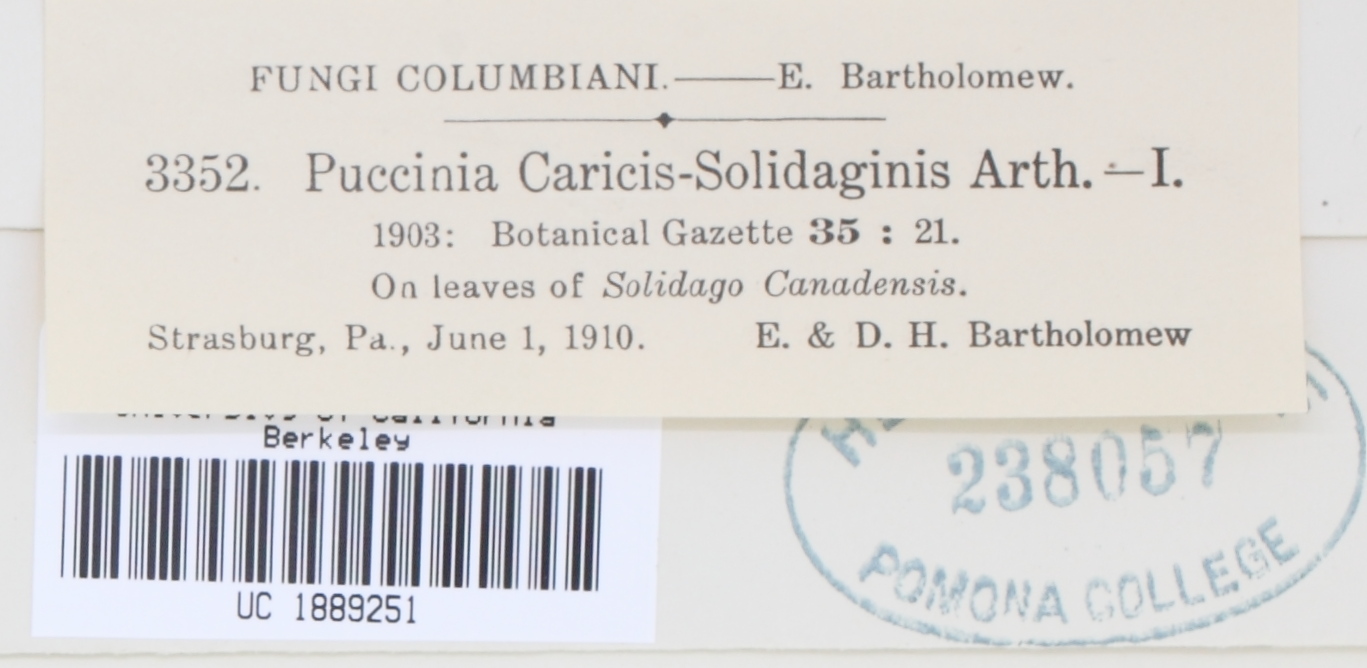 FUNGI COLUMBIANI.——E. Bartholomew.
3352. Puccinia Caricis-Solidaginis Arth.—I.
1903: Botanical Gazette 35 : 21.
On leaves of Solidago Canadensis.
Strasburg, Pa., June 1, 1910. E. & D. H. Bartholomew
Berkeley
UC 1889251
238057
POMONA COLLEGE